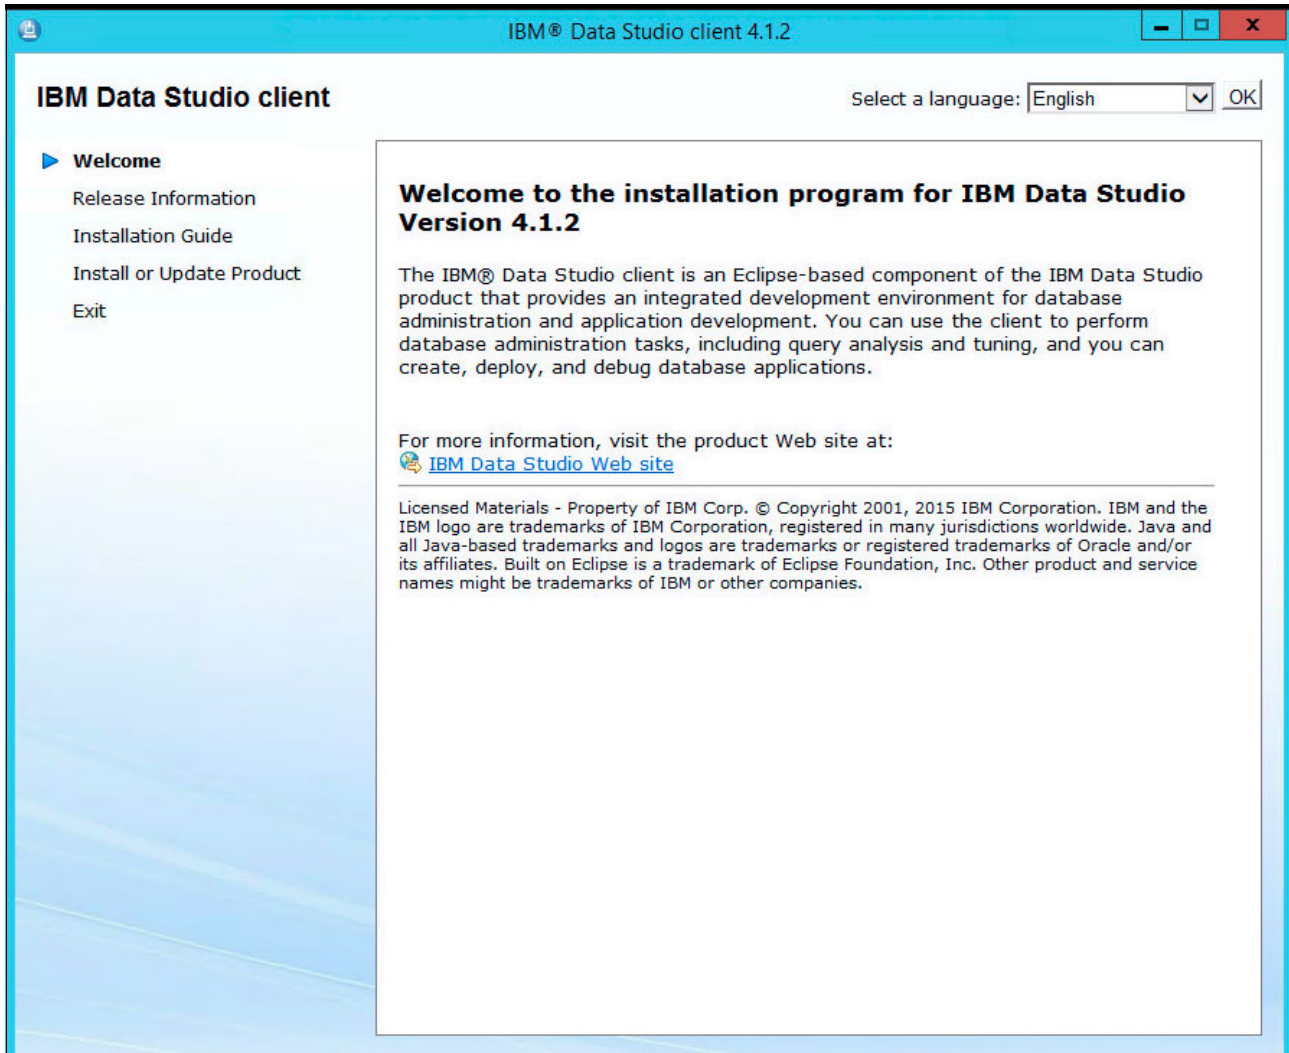 IBM® Data Studio client 4.1.2
IBM Data Studio client
Select a language: English OK
Welcome
Release Information
Installation Guide
Install or Update Product
Exit
Welcome to the installation program for IBM Data Studio
Version 4.1.2
The IBM® Data Studio client is an Eclipse-based component of the IBM Data Studio
product that provides an integrated development environment for database
administration and application development. You can use the client to perform
database administration tasks, including query analysis and tuning, and you can
create, deploy, and debug database applications.
For more information, visit the product Web site at:
IBM Data Studio Web site
Licensed Materials - Property of IBM Corp. © Copyright 2001, 2015 IBM Corporation. IBM and the
IBM logo are trademarks of IBM Corporation, registered in many jurisdictions worldwide. Java and
all Java-based trademarks and logos are trademarks or registered trademarks of Oracle and/or
its affiliates. Built on Eclipse is a trademark of Eclipse Foundation, Inc. Other product and service
names might be trademarks of IBM or other companies.